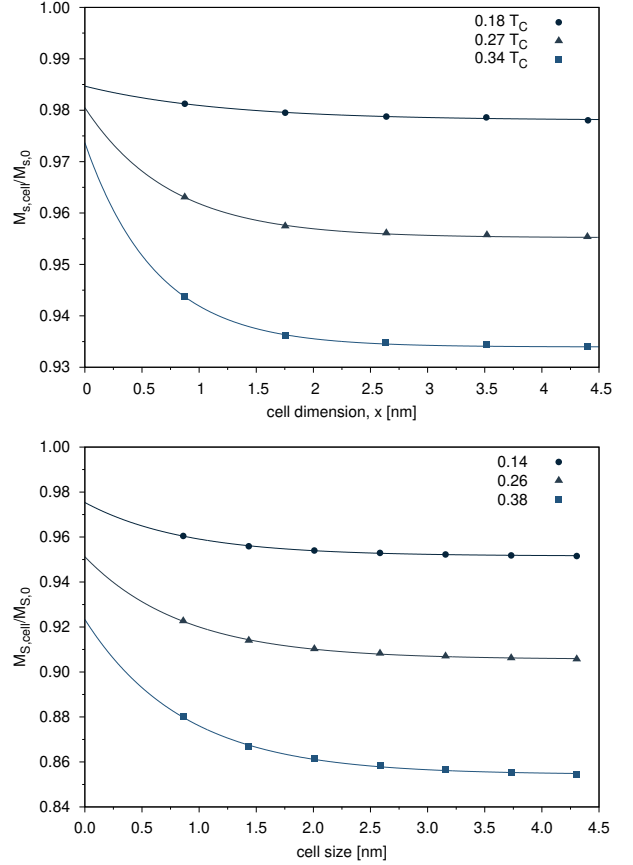 1.00
0.99
0.98
0.97
0.96
0.95
0.94
0.93
M_{s,cell}/M_{s,0}
0.18 T_C
0.27 T_C
0.34 T_C
0 0.5 1 1.5 2 2.5 3 3.5 4 4.5
cell dimension, x [nm]
1.00
0.98
0.96
0.94
0.92
0.90
0.88
0.86
0.84
M_{S,cell}/M_{S,0}
0.14
0.26
0.38
0.0 0.5 1.0 1.5 2.0 2.5 3.0 3.5 4.0 4.5
cell size [nm]